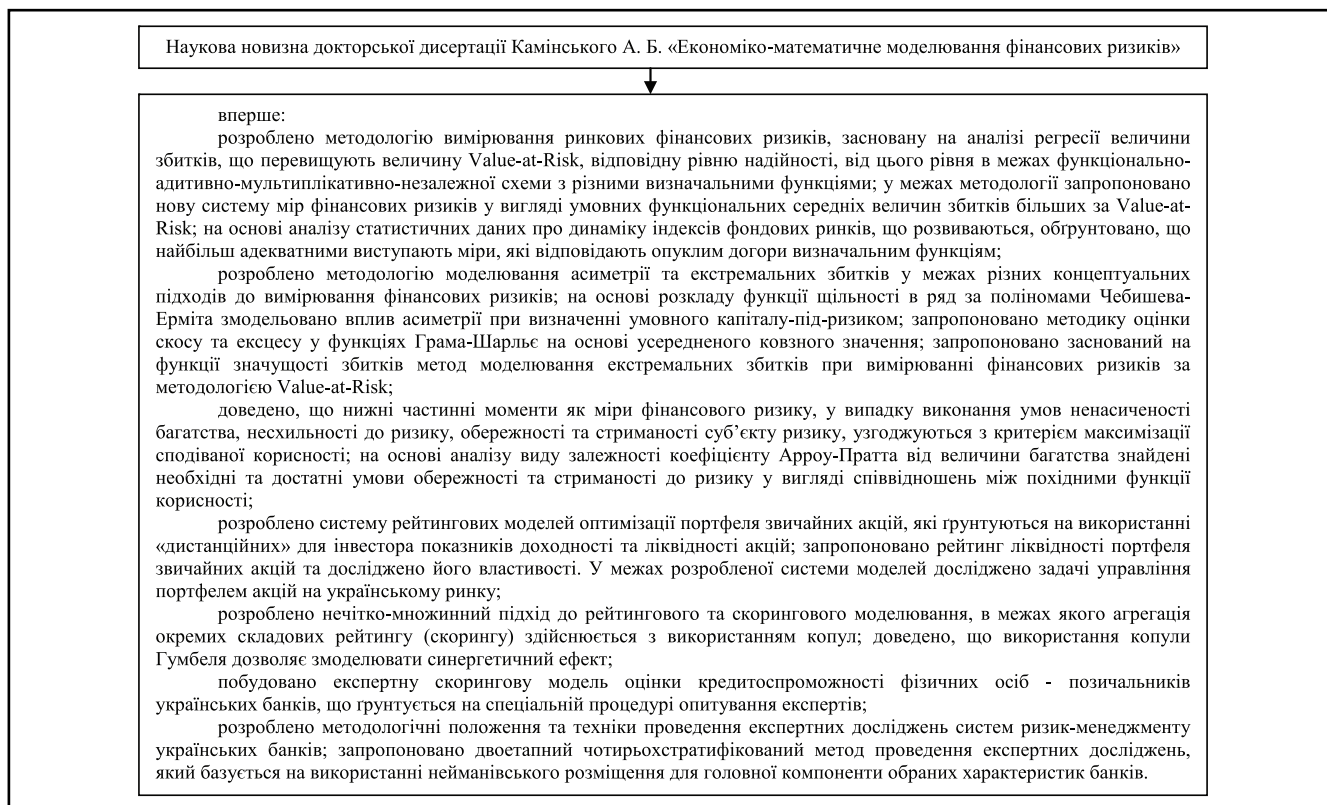 Наукова новизна докторської дисертації Камінського А. Б. «Економіко-математичне моделювання фінансових ризиків»
вперше:
розроблено методологію вимірювання ринкових фінансових ризиків, засновану на аналізі регресії величини
збитків, що перевищують величину Value-at-Risk, відповідну рівню надійності, від цього рівня в межах функціонально-
адитивно-мультиплікативно-незалежної схеми з різними визначальними функціями; у межах методології запропоновано
нову систему мір фінансових ризиків у вигляді умовних функціональних середніх величин збитків більших за Value-at-
Risk; на основі аналізу статистичних даних про динаміку індексів фондових ринків, що розвиваються, обґрунтовано, що
найбільш адекватними виступають міри, які відповідають опуклим догори визначальним функціям;
розроблено методологію моделювання асиметрії та екстремальних збитків у межах різних концептуальних
підходів до вимірювання фінансових ризиків; на основі розкладу функції щільності в ряд за поліномами Чебишева-
Ерміта змодельовано вплив асиметрії при визначенні умовного капіталу-під-ризиком; запропоновано методику оцінки
скосу та ексцесу у функціях Грама-Шарльє на основі усередненого ковзного значення; запропоновано заснований на
функції значущості збитків метод моделювання екстремальних збитків при вимірюванні фінансових ризиків за
методологією Value-at-Risk;
доведено, що нижні частинні моменти як міри фінансового ризику, у випадку виконання умов ненасиченості
багатства, несхильності до ризику, обережності та стриманості суб’єкту ризику, узгоджуються з критерієм максимізації
сподіваної корисності; на основі аналізу виду залежності коефіцієнту Арроу-Пратта від величини багатства знайдені
необхідні та достатні умови обережності та стриманості до ризику у вигляді співвідношень між похідними функції
корисності;
розроблено систему рейтингових моделей оптимізації портфеля звичайних акцій, які ґрунтуються на використанні
«дистанційних» для інвестора показників доходності та ліквідності акцій; запропоновано рейтинг ліквідності портфеля
звичайних акцій та досліджено його властивості. У межах розробленої системи моделей досліджено задачі управління
портфелем акцій на українському ринку;
розроблено нечітко-множинний підхід до рейтингового та скорингового моделювання, в межах якого агрегація
окремих складових рейтингу (скорингу) здійснюється з використанням копул; доведено, що використання копули
Гумбеля дозволяє змоделювати синергетичний ефект;
побудовано експертну скорингову модель оцінки кредитоспроможності фізичних осіб - позичальників
українських банків, що ґрунтується на спеціальній процедурі опитування експертів;
розроблено методологічні положення та техніки проведення експертних досліджень систем ризик-менеджменту
українських банків; запропоновано двоетапний чотирьохстратифікований метод проведення експертних досліджень,
який базується на використанні нейманівського розміщення для головної компоненти обраних характеристик банків.